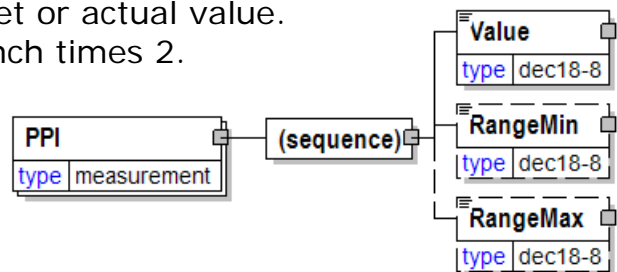 et or actual value.
nch times 2.
Value
type dec18-8
PPI
type measurement
(sequence)
RangeMin
type dec18-8
RangeMax
type dec18-8